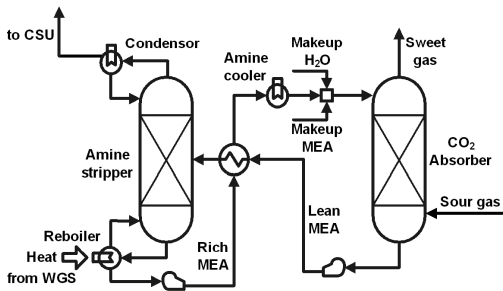 to CSU
Condensor
Amine
cooler
Makeup
H₂O
Sweet
gas
Amine
stripper
Makeup
MEA
CO₂
Absorber
Sour gas
Reboiler
Heat
from WGS
Rich
MEA
Lean
MEA